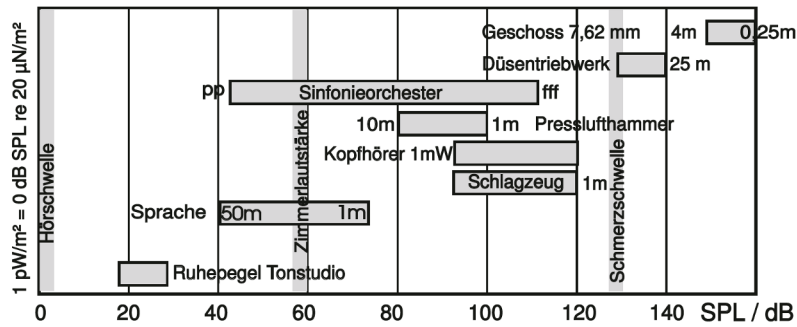 Geschoss 7,62 mm 4m 0,25m
Düsentriebwerk 25 m
pp Sinfonieorchester fff
10m 1m Presslufthammer
Kopfhörer 1mW
Schlagzeug 1m
Sprache 50m 1m
Ruhepegel Tonstudio
1 pW/m² = 0 dB SPL re 20 µN/m²
Hörschwelle
Zimmerlautstärke
Schmerzschwelle
0 20 40 60 80 100 120 140 SPL / dB